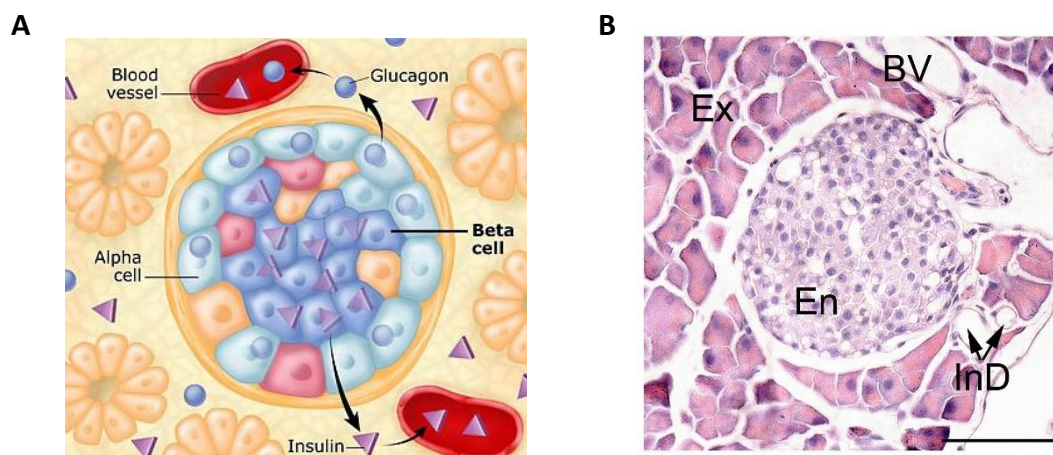 A
B
Blood
vessel
Glucagon
Alpha
cell
Beta
cell
Insulin
BV
Ex
En
InD